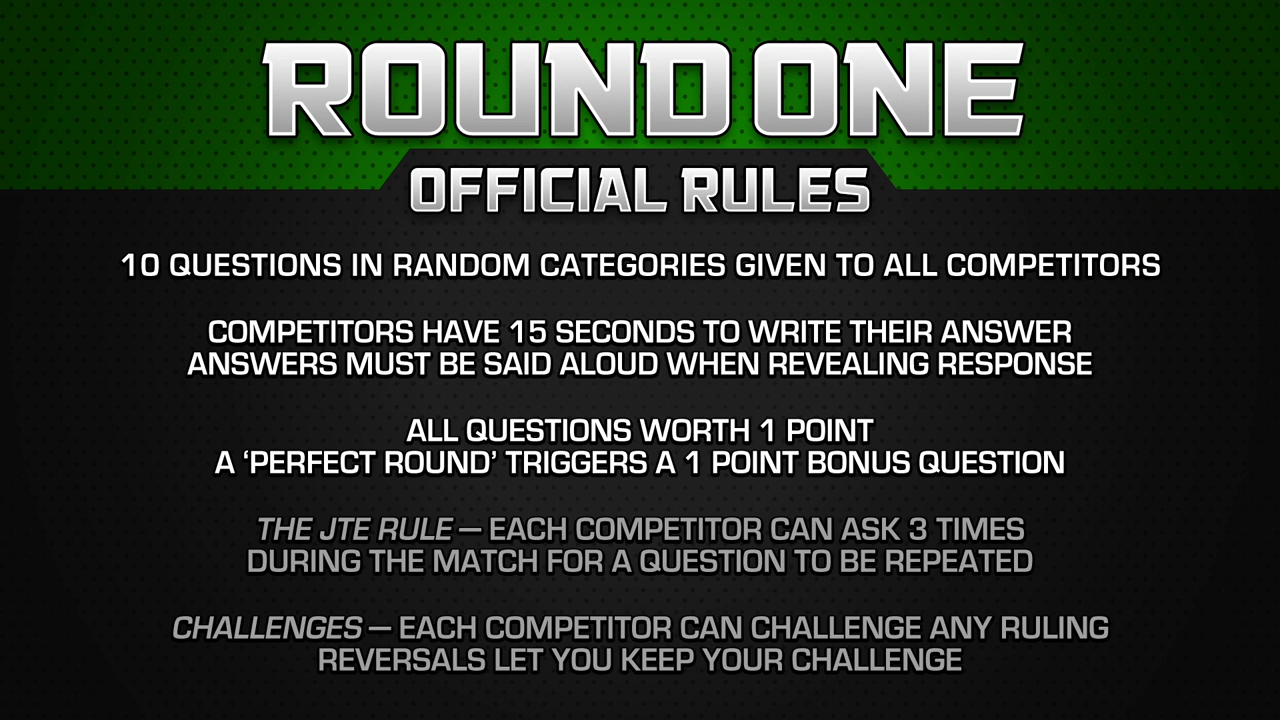 ROUND ONE
OFFICIAL RULES
10 QUESTIONS IN RANDOM CATEGORIES GIVEN TO ALL COMPETITORS
COMPETITORS HAVE 15 SECONDS TO WRITE THEIR ANSWER
ANSWERS MUST BE SAID ALOUD WHEN REVEALING RESPONSE
ALL QUESTIONS WORTH 1 POINT
A ‘PERFECT ROUND’ TRIGGERS A 1 POINT BONUS QUESTION
THE JTE RULE – EACH COMPETITOR CAN ASK 3 TIMES
DURING THE MATCH FOR A QUESTION TO BE REPEATED
CHALLENGES – EACH COMPETITOR CAN CHALLENGE ANY RULING
REVERSALS LET YOU KEEP YOUR CHALLENGE